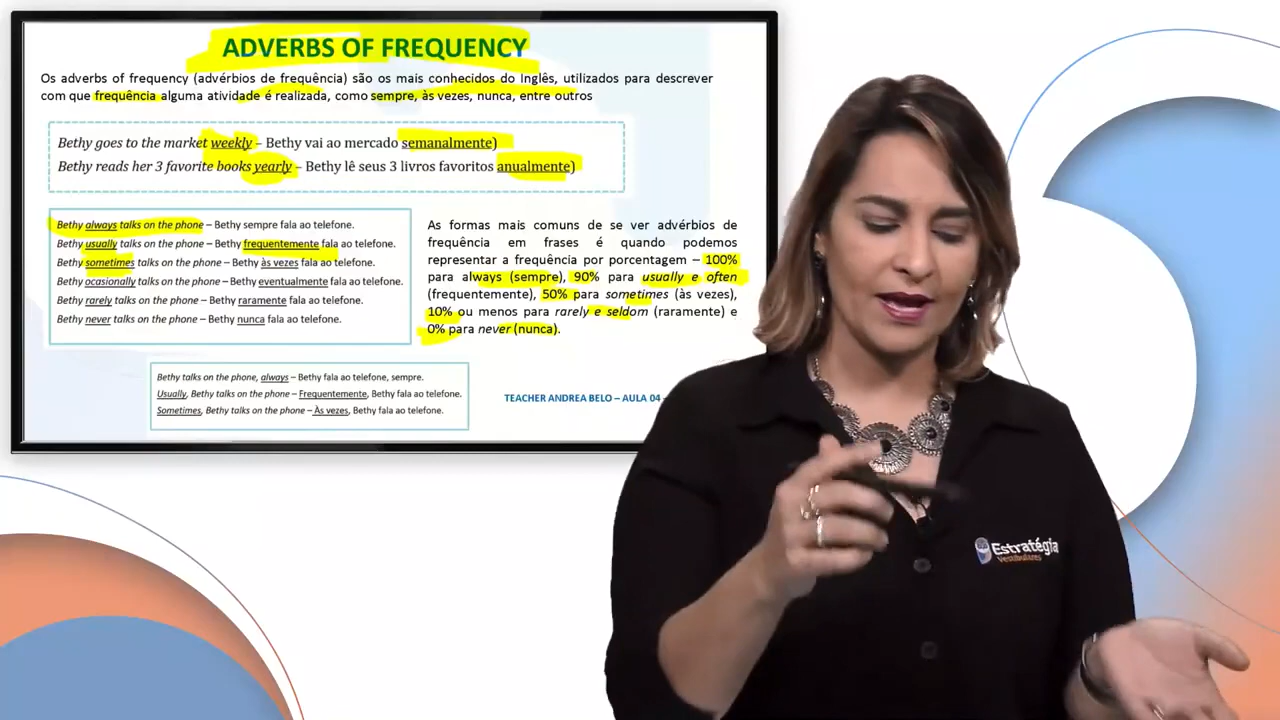 ADVERBS OF FREQUENCY
Os adverbs of frequency (advérbios de frequência) são os mais conhecidos do Inglês, utilizados para descrever
com que frequência alguma atividade é realizada, como sempre, às vezes, nunca, entre outros
Bethy goes to the market weekly – Bethy vai ao mercado semanalmente)
Bethy reads her 3 favorite books yearly – Bethy lê seus 3 livros favoritos anualmente)
Bethy always talks on the phone – Bethy sempre fala ao telefone.
Bethy usually talks on the phone – Bethy frequentemente fala ao telefone.
Bethy sometimes talks on the phone – Bethy às vezes fala ao telefone.
Bethy ocasionally talks on the phone – Bethy eventualmente fala ao telefone.
Bethy rarely talks on the phone – Bethy raramente fala ao telefone.
Bethy never talks on the phone – Bethy nunca fala ao telefone.
As formas mais comuns de se ver advérbios de
frequência em frases é quando podemos
representar a frequência por porcentagem – 100%
para always (sempre), 90% para usually e often
(frequentemente), 50% para sometimes (às vezes),
10% ou menos para rarely e seldom (raramente) e
0% para never (nunca).
Bethy talks on the phone, always – Bethy fala ao telefone, sempre.
Usually, Bethy talks on the phone – Frequentemente, Bethy fala ao telefone.
Sometimes, Bethy talks on the phone – Às vezes, Bethy fala ao telefone.
TEACHER ANDREA BELO – AULA 04 –
Estratégia
Vestibulares